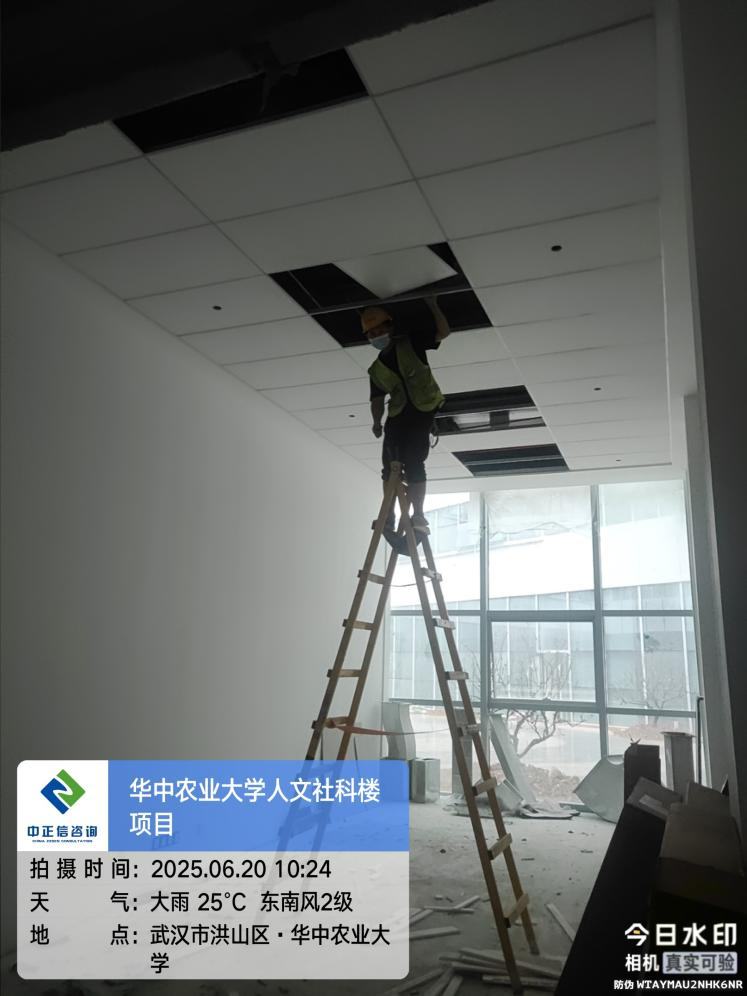 中正信咨询
CHINA ZEXIN CONSULTATION
华中农业大学人文社科楼
项目
拍摄时间: 2025.06.20 10:24
天气: 大雨 25°C 东南风2级
地点: 武汉市洪山区·华中农业大
学
今日水印
相机 真实可验
防伪 WTAYMAU2NHK6NR